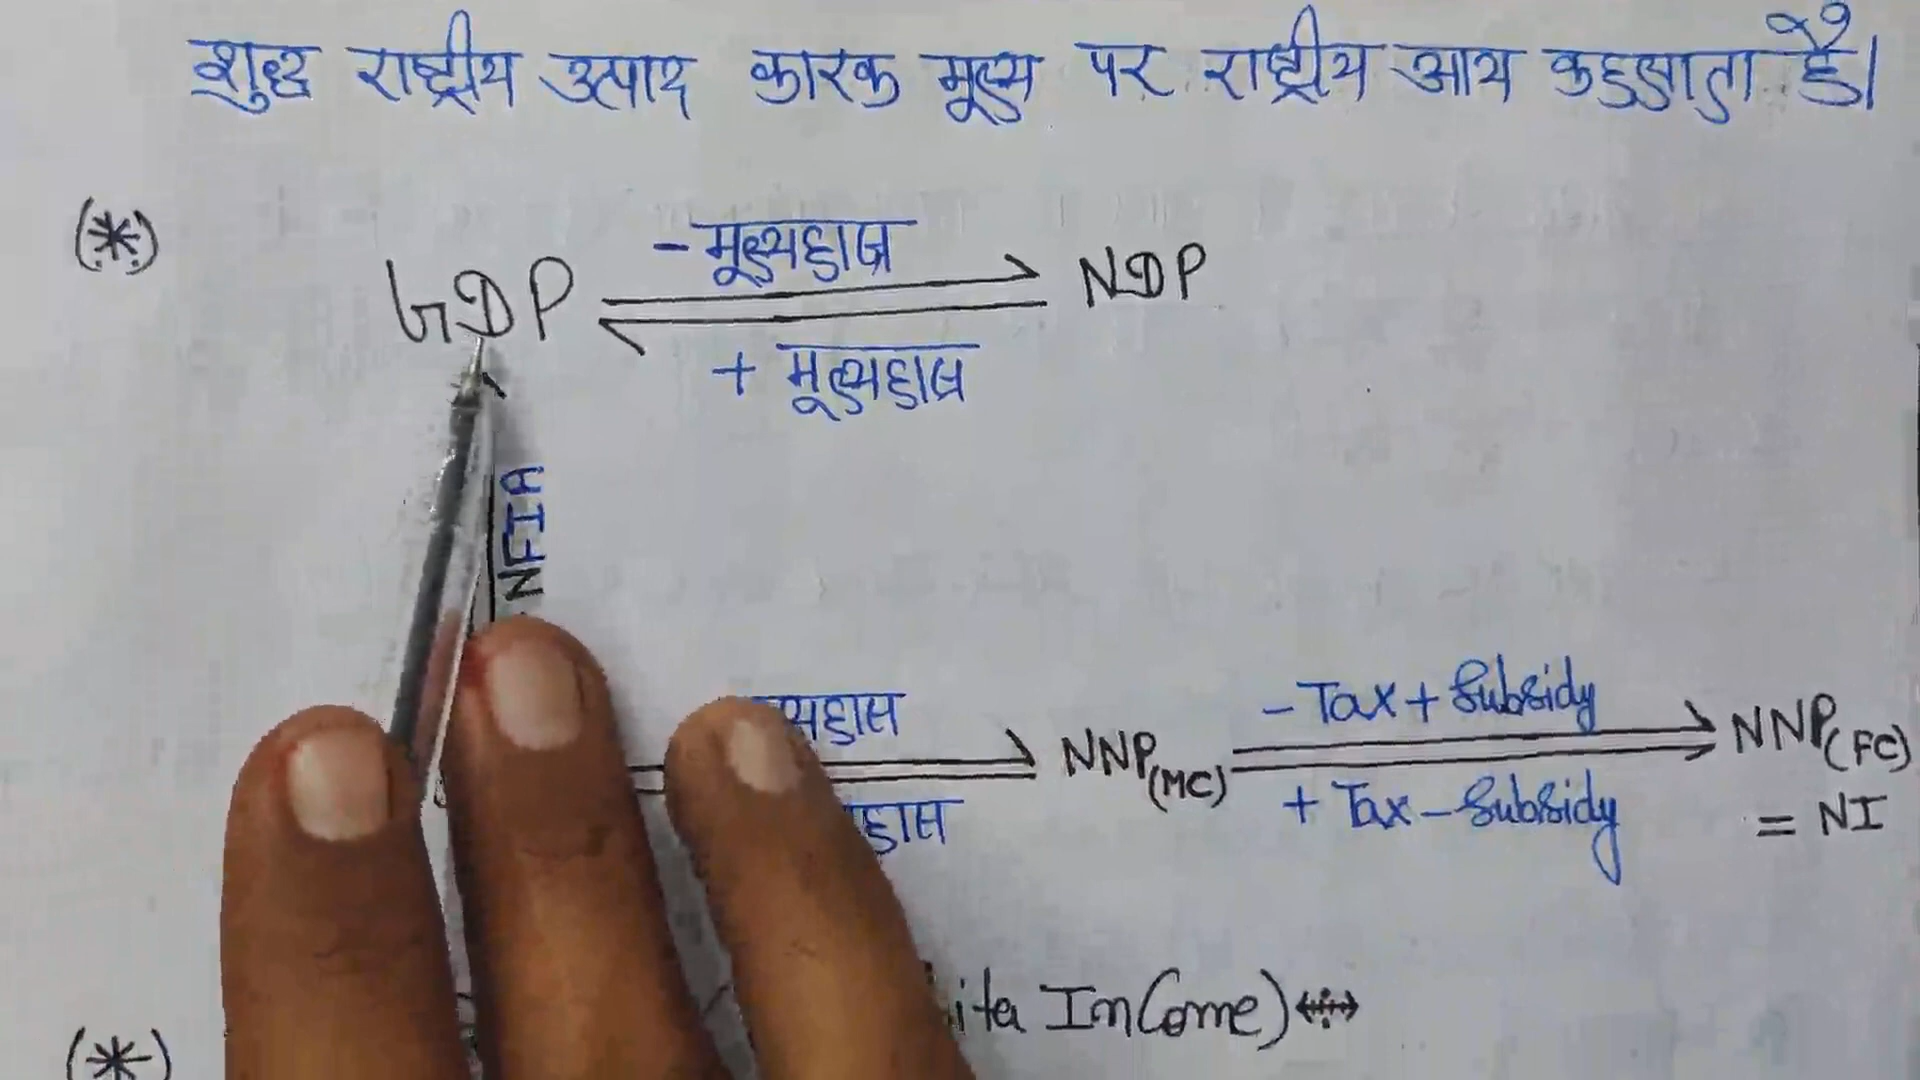 शुद्ध राष्ट्रीय उत्पाद कारक मूल्य पर राष्ट्रीय आय कहलाता है।
(*)
- मूल्यह्रास
GDP NDP
+ मूल्यह्रास
NFIA
- Tax + Subsidy
NNP(MC) NNP(FC)
+ Tax - Subsidy = NI
InCome)
(*)